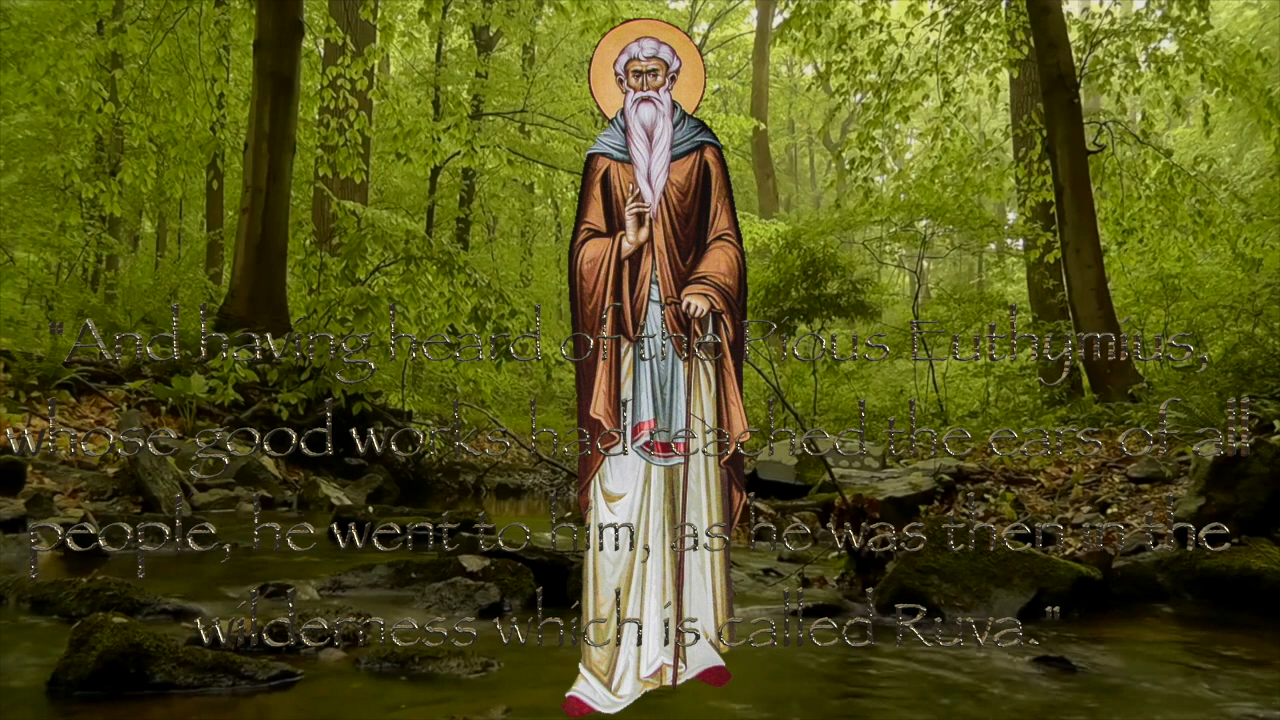 "And having heard of the Pious Euthymius,
whose good works had reached the ears of all
people, he went to him, as he was then in the
wilderness which is called Ruva."